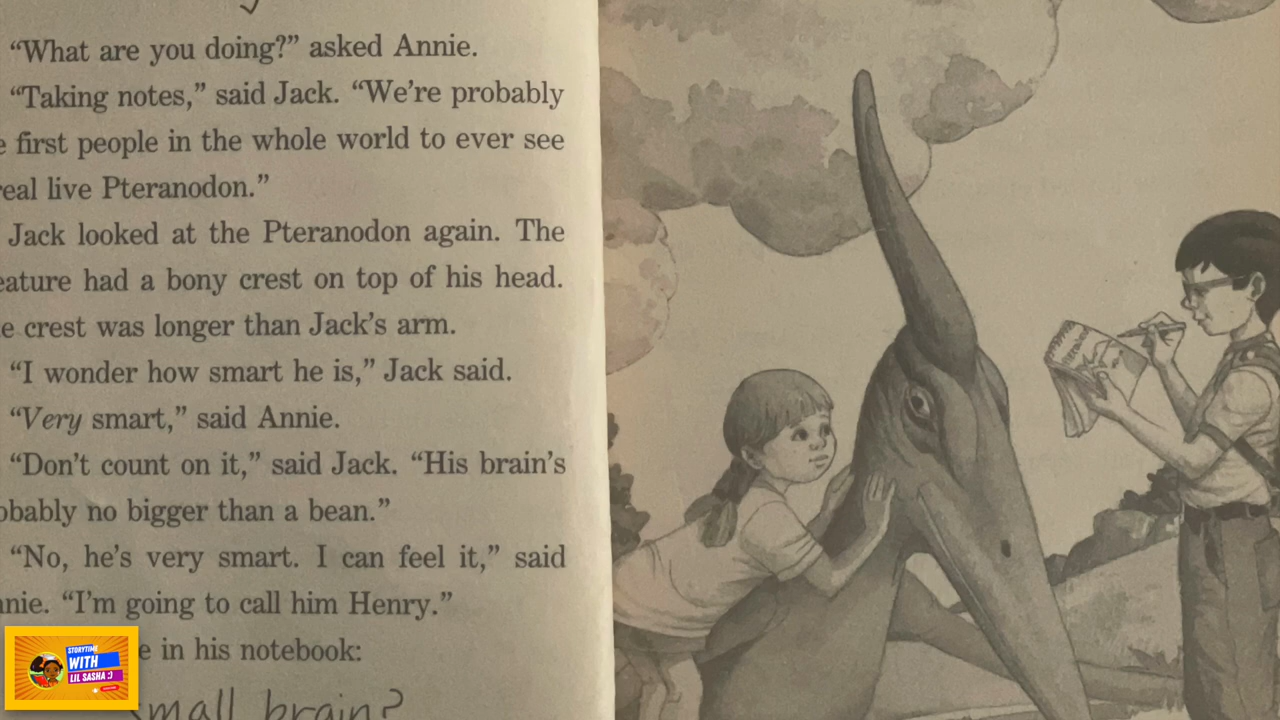 “What are you doing?” asked Annie.
“Taking notes,” said Jack. “We’re probably
first people in the whole world to ever see
real live Pteranodon.”
Jack looked at the Pteranodon again. The
eature had a bony crest on top of his head.
e crest was longer than Jack’s arm.
“I wonder how smart he is,” Jack said.
“Very smart,” said Annie.
“Don’t count on it,” said Jack. “His brain’s
obably no bigger than a bean.”
“No, he’s very smart. I can feel it,” said
nnie. “I’m going to call him Henry.”
e in his notebook:
small brain?
STORYTIME
WITH
LIL SASHA :)